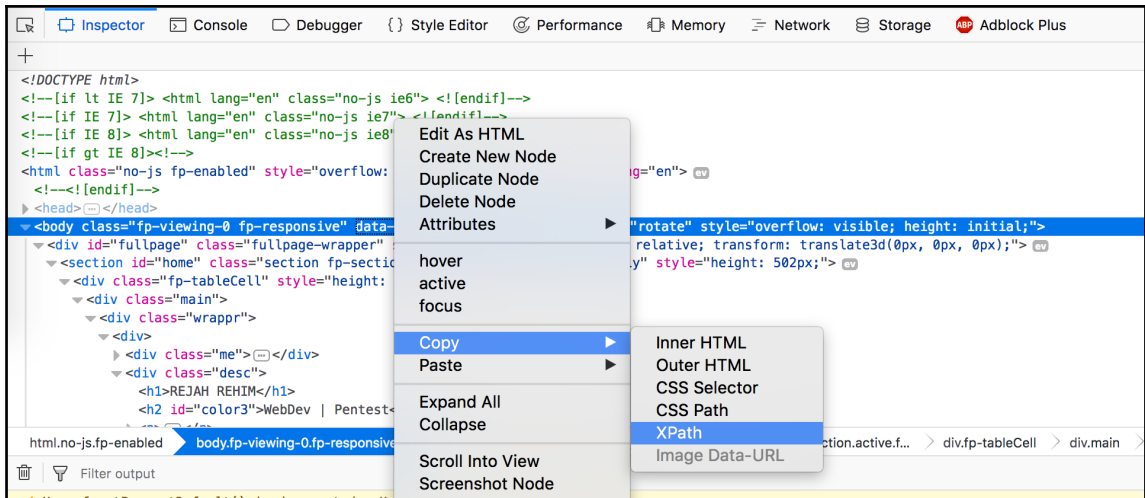 Inspector Console Debugger { } Style Editor Performance Memory Network Storage ABP Adblock Plus
+
<!DOCTYPE html>
<!--[if lt IE 7]> <html lang="en" class="no-js ie6"> <![endif]-->
<!--[if IE 7]> <html lang="en" class="no-js ie7"> <![endif]-->
<!--[if IE 8]> <html lang="en" class="no-js ie8"
<!--[if gt IE 8]><!-->
<html class="no-js fp-enabled" style="overflow: ng="en"> ev
<!--<![endif]-->
<head></head>
<body class="fp-viewing-0 fp-responsive" data- "rotate" style="overflow: visible; height: initial;">
<div id="fullpage" class="fullpage-wrapper" relative; transform: translate3d(0px, 0px, 0px);"> ev
<section id="home" class="section fp-sectio y" style="height: 502px;"> ev
<div class="fp-tableCell" style="height:
<div class="main">
<div class="wrappr">
<div>
<div class="me"></div>
<div class="desc">
<h1>REJAH REHIM</h1>
<h2 id="color3">WebDev | Pentest<
Edit As HTML
Create New Node
Duplicate Node
Delete Node
Attributes
hover
active
focus
Copy
Paste
Expand All
Collapse
Scroll Into View
Screenshot Node
Inner HTML
Outer HTML
CSS Selector
CSS Path
XPath
Image Data-URL
html.no-js.fp-enabled body.fp-viewing-0.fp-responsive ction.active.f... div.fp-tableCell div.main
Filter output